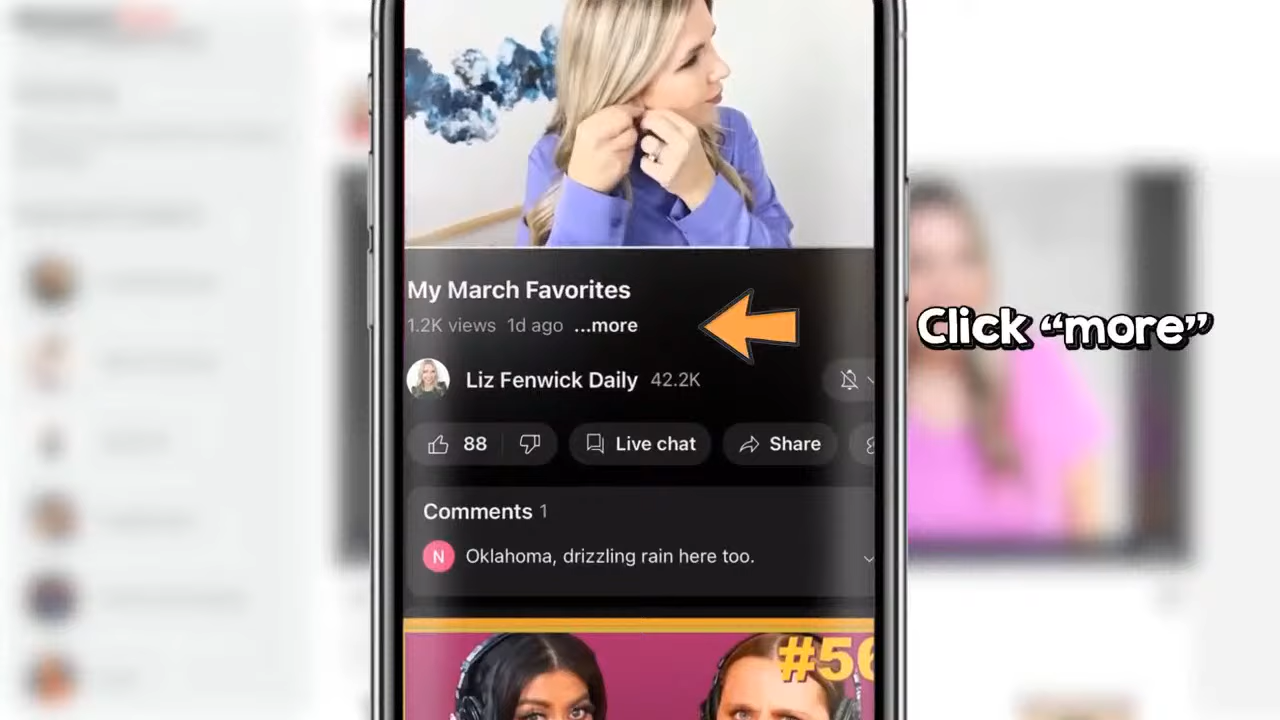 My March Favorites
1.2K views 1d ago ...more
Click “more”
Liz Fenwick Daily 42.2K
88 Live chat Share
Comments 1
N Oklahoma, drizzling rain here too.
#56